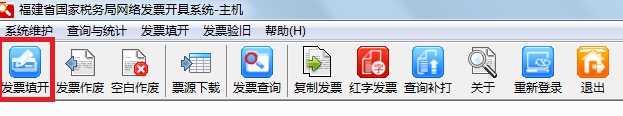 福建省国家税务局网络发票开具系统-主机
系统维护 查询与统计 发票填开 发票验旧 帮助(H)
发票填开 发票作废 空白作废 票源下载 发票查询 复制发票 红字发票 查询补打 关于 重新登录 退出